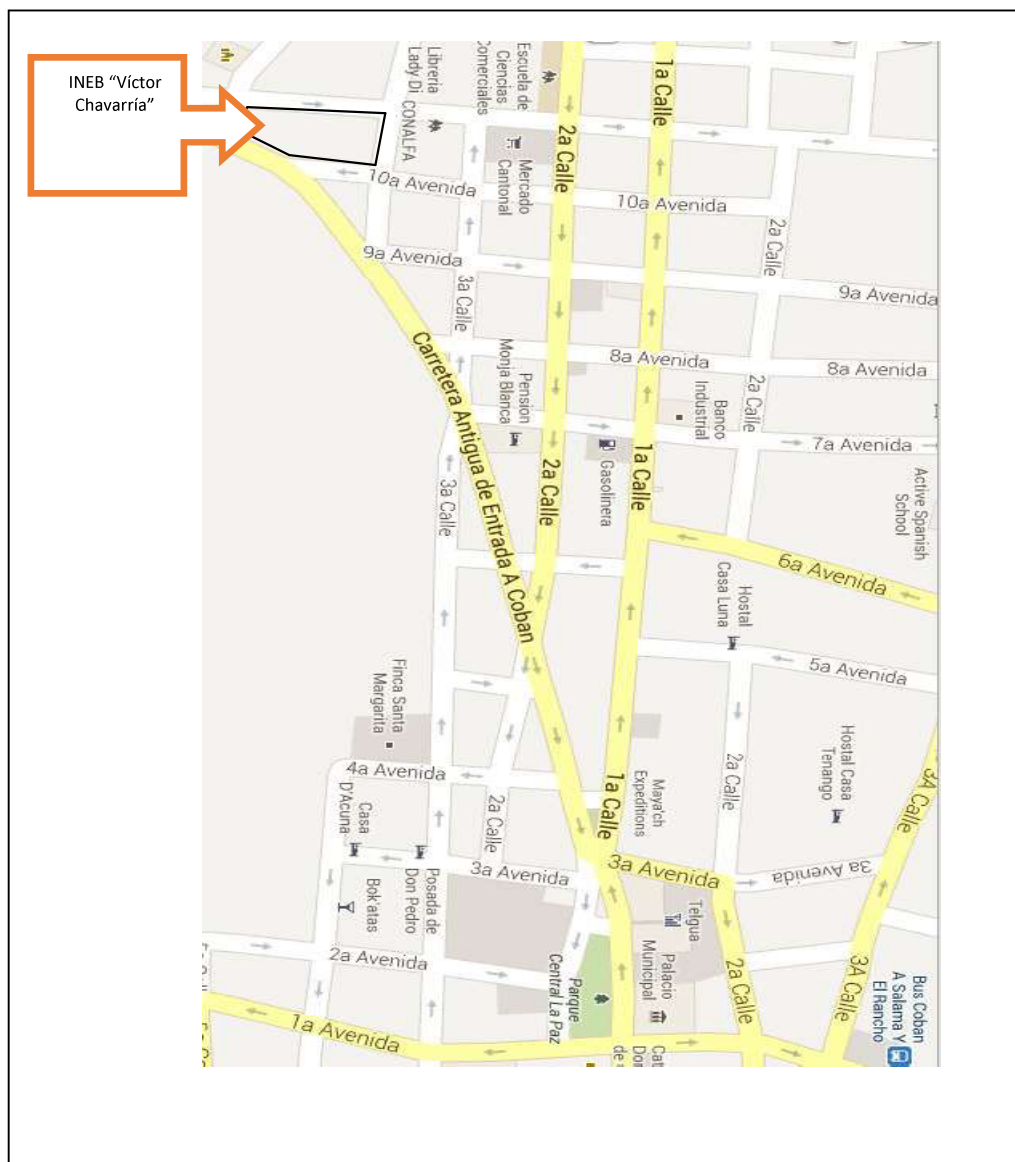 INEB “Víctor
Chavarría”
Libreria
Lady Di
CONALFA
Escuela de
Ciencias
Comerciales
Mercado
Cantonal
2a Calle
1a Calle
10a Avenida
10a Avenida
2a Calle
9a Avenida
9a Avenida
3a Calle
Carretera Antigua de Entrada A Coban
8a Avenida
8a Avenida
Pension
Monja Blanca
2a Calle
Gasolinera
1a Calle
Banco
Industrial
2a Calle
7a Avenida
Active Spanish
School
3a Calle
6a Avenida
Hostal
Casa Luna
5a Avenida
Finca Santa
Margarita
Hostal Casa
Tenango
2a Calle
3A Calle
4a Avenida
2a Calle
1a Calle
Maya'ch
Expeditions
Casa
D'Acuna
Posada de
Don Pedro
3a Avenida
3a Avenida
3a Avenida
Bok'atas
Telgua
Palacio
Municipal
2a Calle
3A Calle
2a Avenida
Parque
Central La Paz
Bus Coban
A Salama Y
El Rancho
1a Avenida